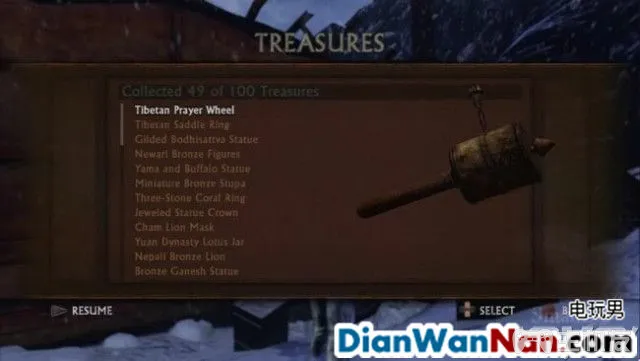 TREASURES
Collected 49 of 100 Treasures
Tibetan Prayer Wheel
Tibetan Saddle Ring
Gilded Bodhisattva Statue
Newari Bronze Figures
Yama and Buffalo Statue
Miniature Bronze Stupa
Three-Stone Coral Ring
Jeweled Statue Crown
Cham Lion Mask
Yuan Dynasty Lotus Jar
Nepali Bronze Lion
Bronze Ganesh Statue
RESUME
SELECT
电玩男
DianWanNan.com